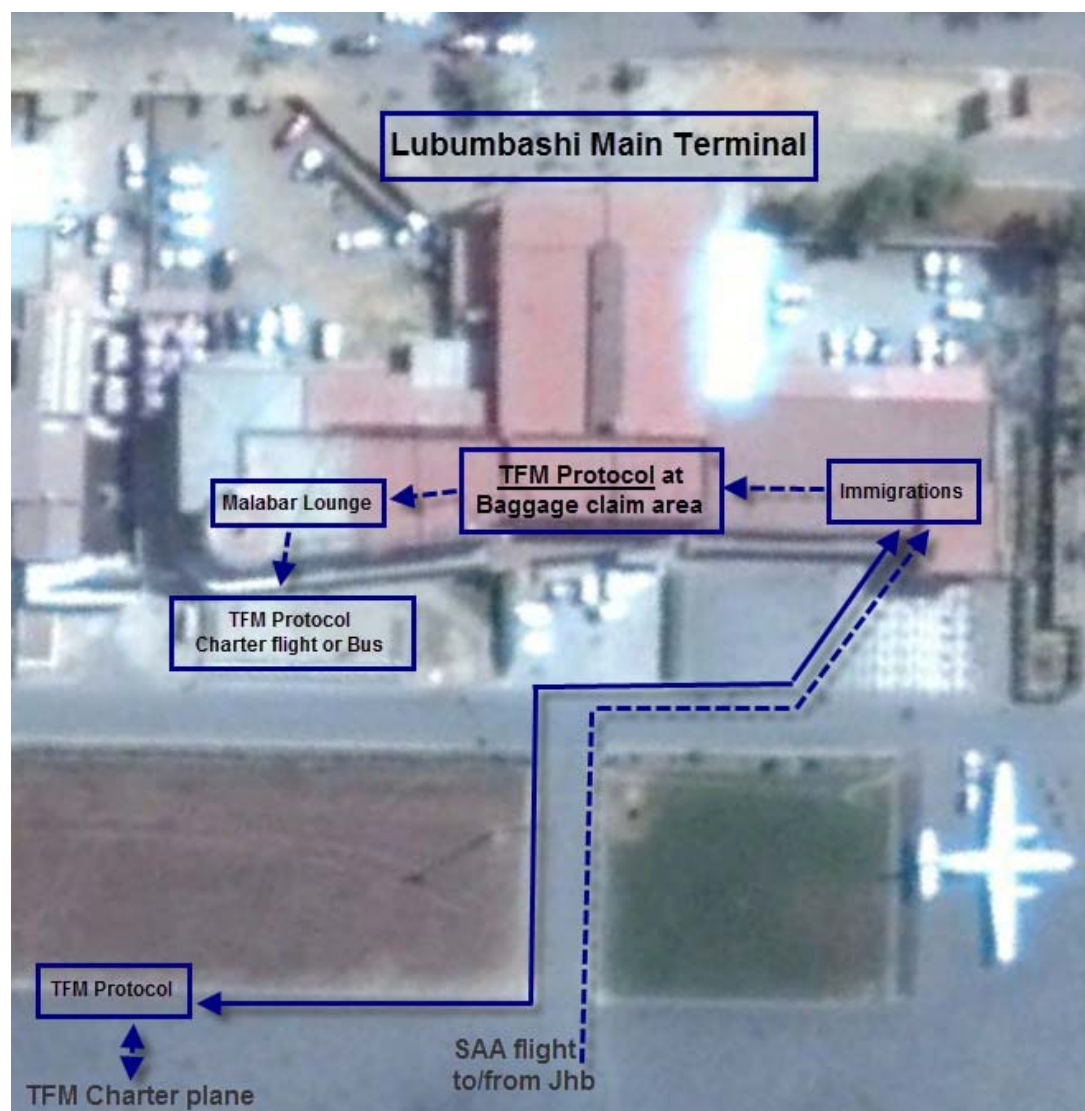 Lubumbashi Main Terminal
TFM Protocol at
Baggage claim area
Immigrations
Malabar Lounge
TFM Protocol
Charter flight or Bus
TFM Protocol
SAA flight
to/from Jhb
TFM Charter plane